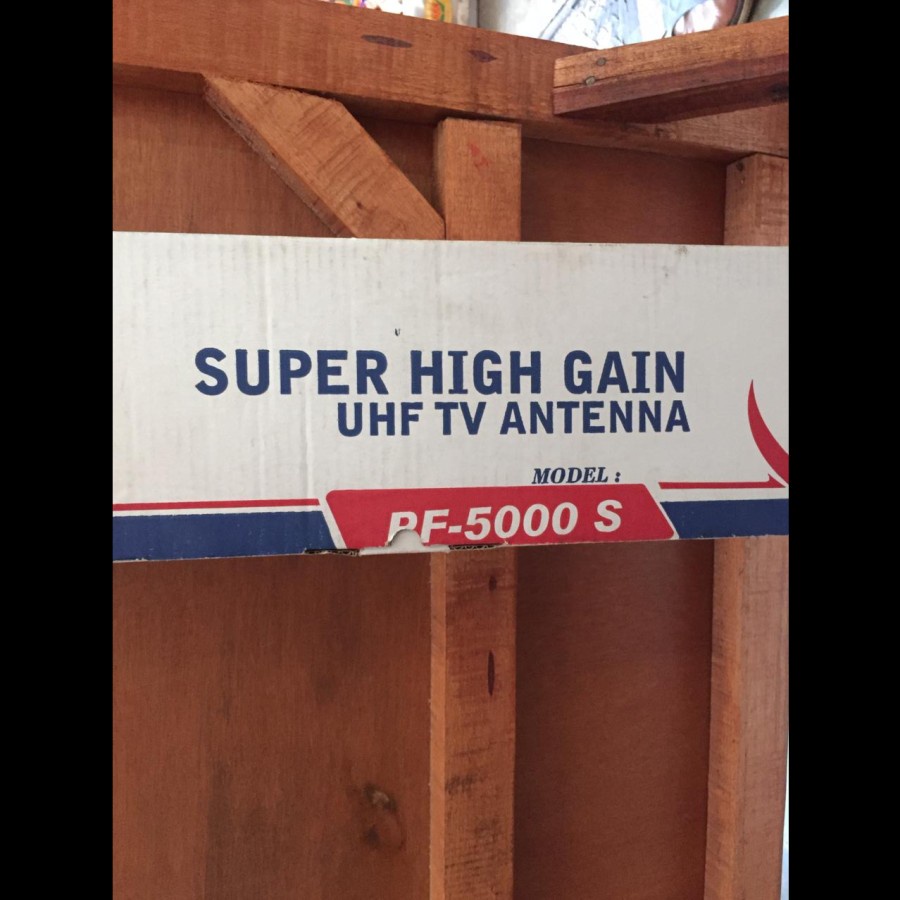 SUPER HIGH GAIN
UHF TV ANTENNA
MODEL :
PF-5000 S